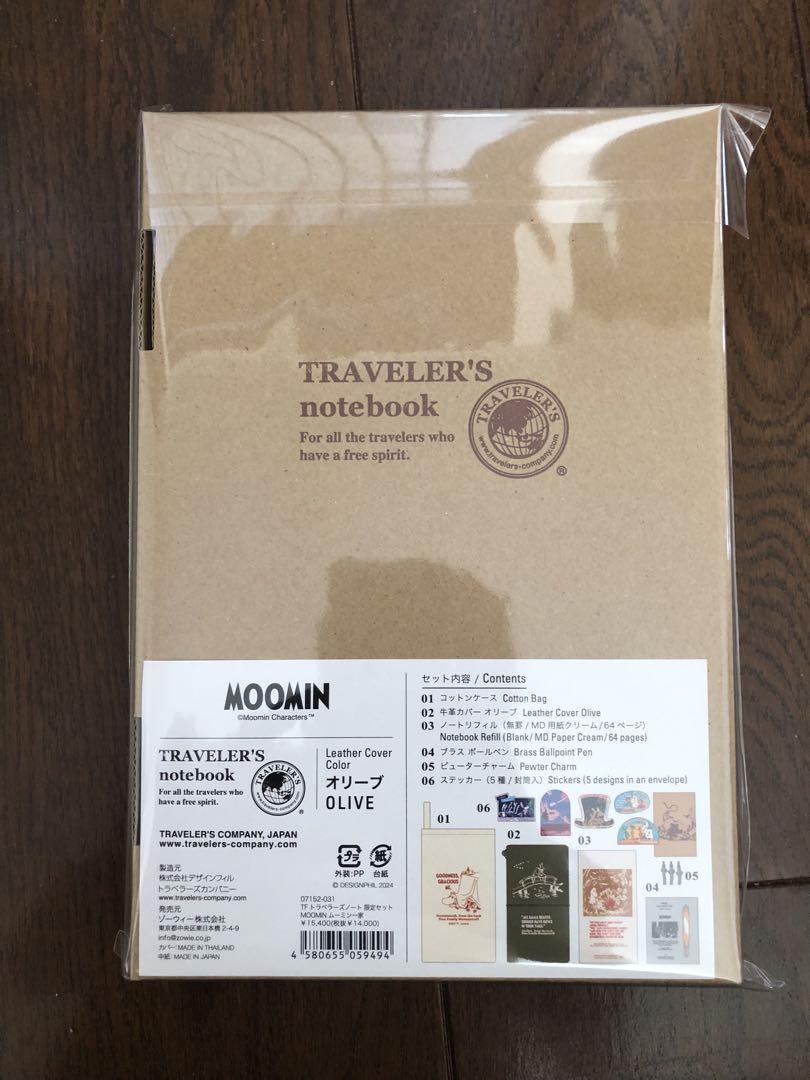 TRAVELER'S
notebook
For all the travelers who
have a free spirit.
TRAVELER'S
www.travelers-company.com
®
MOOMIN
©Moomin Characters™
TRAVELER'S
notebook
For all the travelers who
have a free spirit.
TRAVELER'S
®
Leather Cover
Color
オリーブ
OLIVE
TRAVELER'S COMPANY, JAPAN
www.travelers-company.com
製造元
株式会社デザインフィル
トラベラーズカンパニー
www.travelers-company.com
発売元
ゾーウィー株式会社
東京都中央区東日本橋 2-4-9
info@zowie.co.jp
カバー:MADE IN THAILAND
中紙:MADE IN JAPAN
プラ
紙
外装:PP
台紙
© DESIGNPHIL 2024
07152-031
TF トラベラーズノート 限定セット
MOOMIN ムーミン一家
¥15,400(税抜¥14,000)
4 580655 059494
セット内容 / Contents
01 コットンケース Cotton Bag
02 牛革カバー オリーブ Leather Cover Olive
03 ノートリフィル（無罫/MD用紙クリーム/64ページ）
Notebook Refill (Blank/MD Paper Cream/64 pages)
04 ブラス ボールペン Brass Ballpoint Pen
05 ピューターチャーム Pewter Charm
06 ステッカー（5種/封筒入）Stickers (5 designs in an envelope)
01
06
02
03
04
05
GOODNESS,
GRACIOUS
ME,